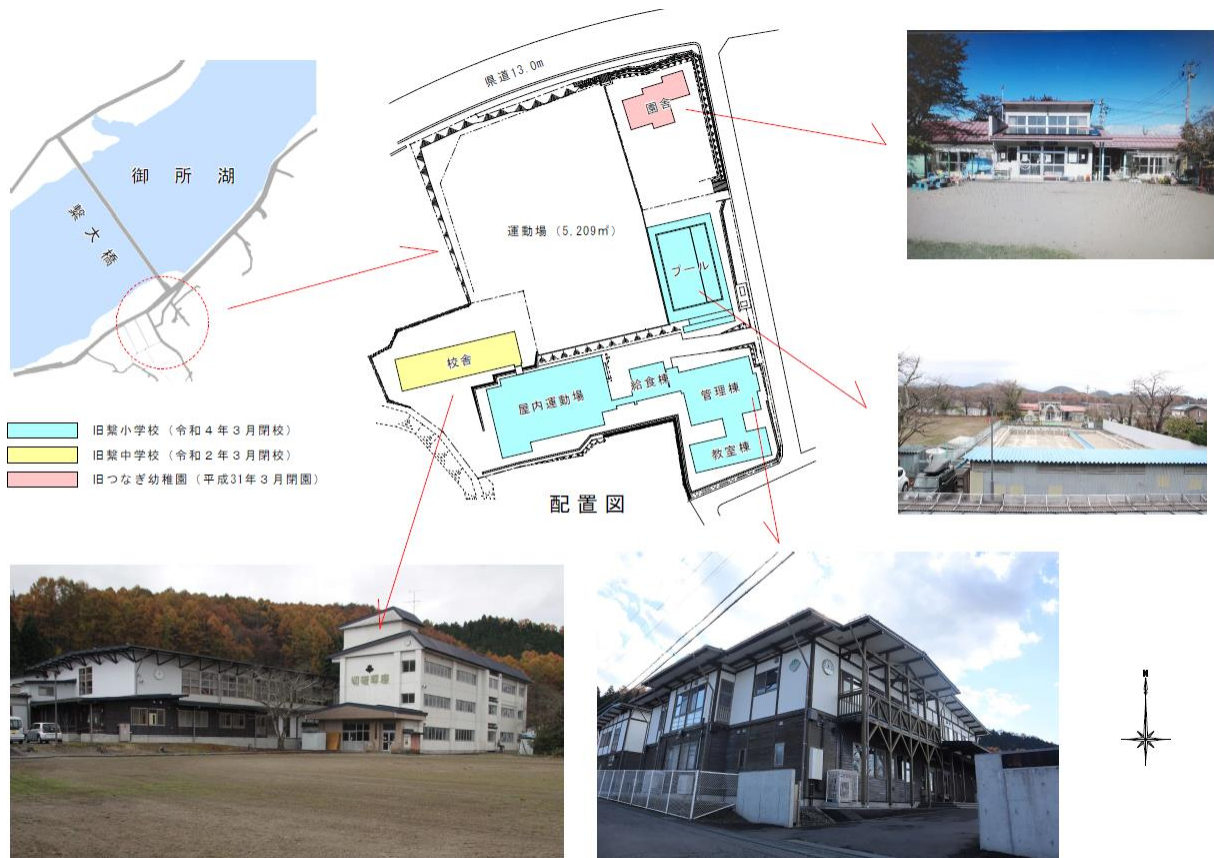 県道13.0m
園舎
御所湖
繋大橋
運動場（5,209㎡）
プール
校舎
屋内運動場
給食棟
管理棟
教室棟
旧繋小学校（令和４年３月閉校）
旧繋中学校（令和２年３月閉校）
旧つなぎ幼稚園（平成31年３月閉園）
配置図
切磋琢磨
N